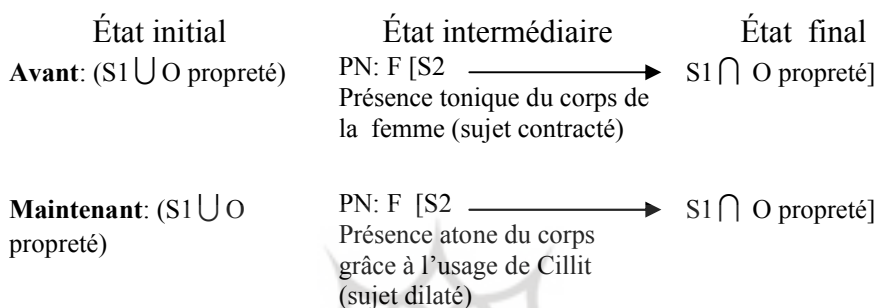 État initial État intermédiaire État final
Avant: (S1 ⋃ O propreté) PN: F [S2 ⟶ S1 ⋂ O propreté]
Présence tonique du corps de
la femme (sujet contracté)
Maintenant: (S1 ⋃ O PN: F [S2 ⟶ S1 ⋂ O propreté]
propreté) Présence atone du corps
grâce à l’usage de Cillit
(sujet dilaté)